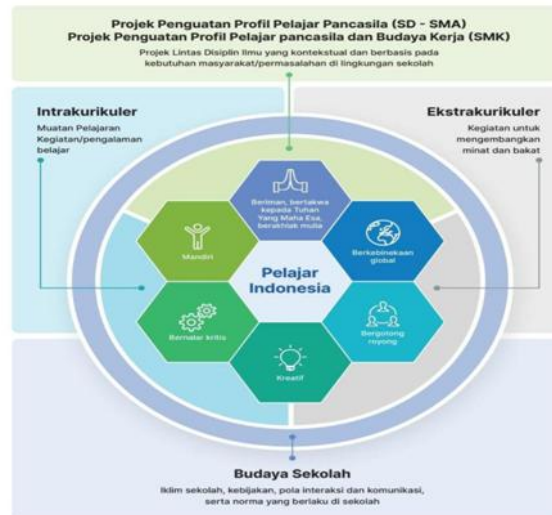 Projek Penguatan Profil Pelajar Pancasila (SD - SMA)
Projek Penguatan Profil Pelajar pancasila dan Budaya Kerja (SMK)
Projek Lintas Disiplin Ilmu yang kontekstual dan berbasis pada
kebutuhan masyarakat/permasalahan di lingkungan sekolah
Intrakurikuler
Muatan Pelajaran
Kegiatan/pengalaman
belajar
Ekstrakurikuler
Kegiatan untuk
mengembangkan
minat dan bakat
Beriman, bertakwa
kepada Tuhan
Yang Maha Esa,
berakhlak mulia
Mandiri
Berkebinekaan
global
Pelajar
Indonesia
Bernalar kritis
Bergotong
royong
Kreatif
Budaya Sekolah
Iklim sekolah, kebijakan, pola interaksi dan komunikasi,
serta norma yang berlaku di sekolah